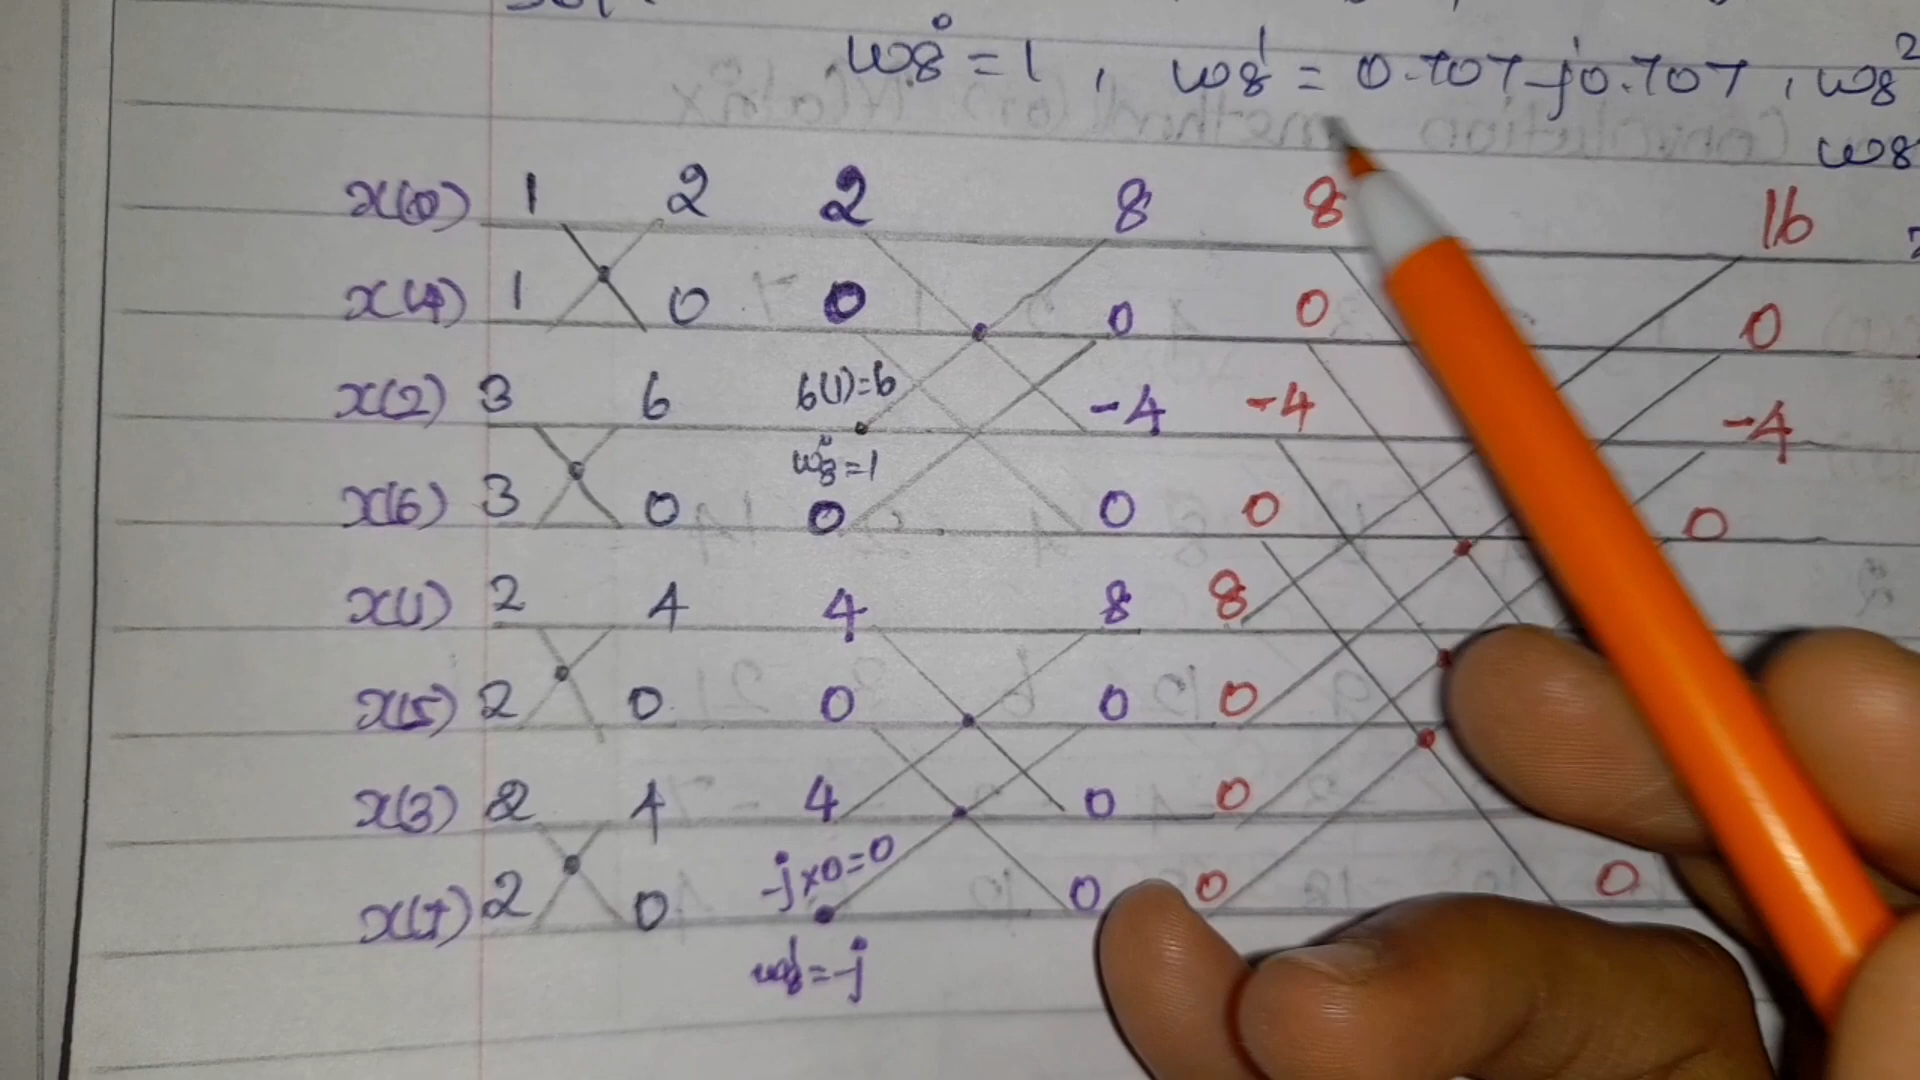 w8⁰ = 1 , w8¹ = 0.707-j0.707 , w8²
w8
x(0) 1 2 2 8 8 16
x(4) 1 0 0 0 0 0
x(2) 3 6 6(1)=6 -4 -4 -4
w8⁰=1
x(6) 3 0 0 0 0 0
x(1) 2 4 4 8 8
x(5) 2 0 0 0 0
x(3) 2 4 4 0 0
x(7) 2 0 -j×0=0 0 0 0
w8¹=-j